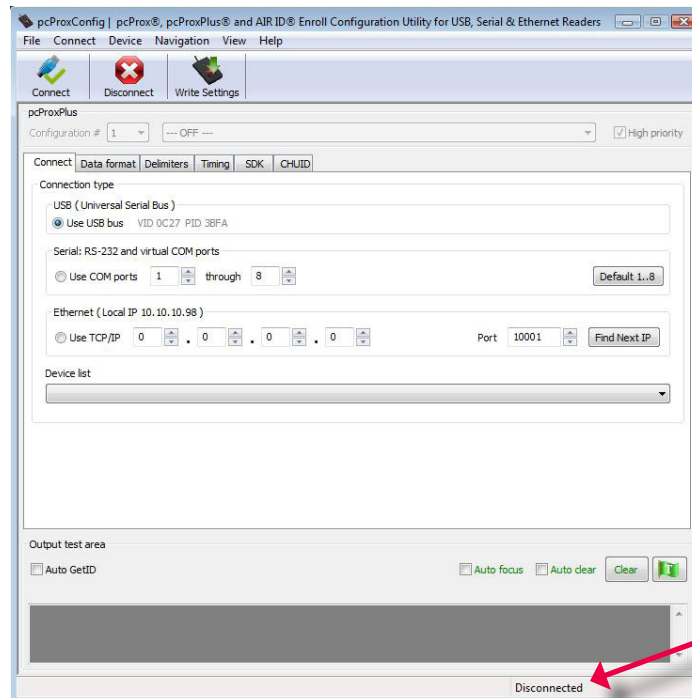 pcProxConfig | pcProx®, pcProxPlus® and AIR ID® Enroll Configuration Utility for USB, Serial & Ethernet Readers
File Connect Device Navigation View Help
Connect Disconnect Write Settings
pcProxPlus
Configuration # 1 --- OFF --- High priority
Connect Data format Delimiters Timing SDK CHUID
Connection type
USB ( Universal Serial Bus )
Use USB bus VID 0C27 PID 3BFA
Serial: RS-232 and virtual COM ports
Use COM ports 1 through 8 Default 1..8
Ethernet ( Local IP 10.10.10.98 )
Use TCP/IP 0 . 0 . 0 . 0 Port 10001 Find Next IP
Device list
Output test area
Auto GetID Auto focus Auto clear Clear
Disconnected